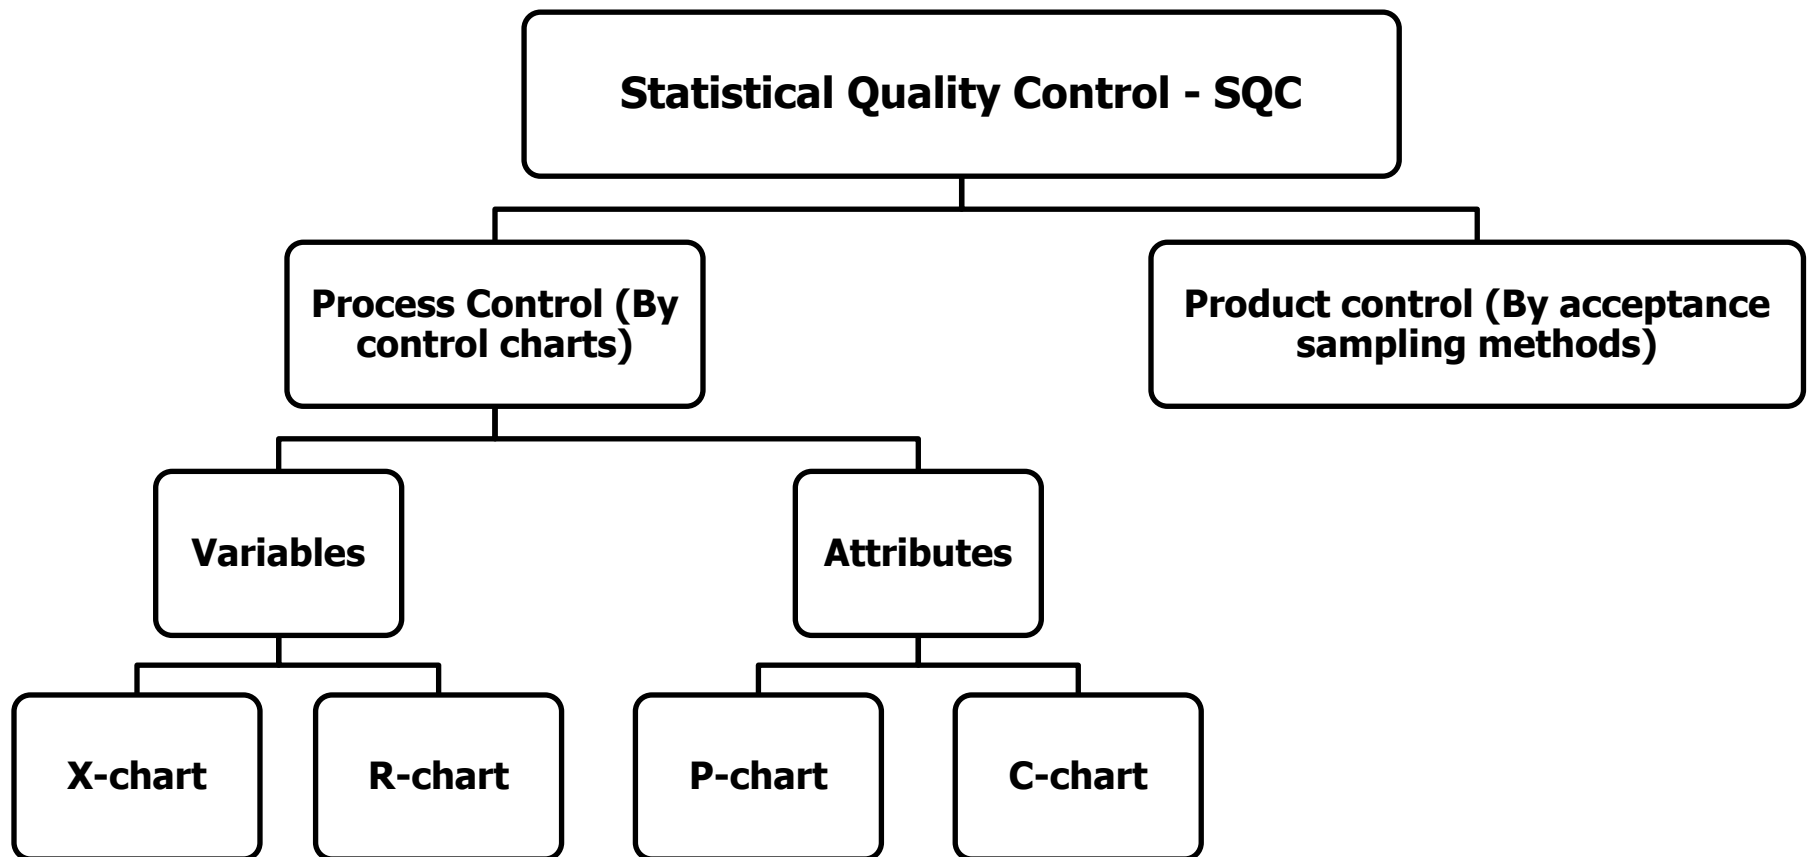 Statistical Quality Control - SQC
Process Control (By
control charts)
Product control (By acceptance
sampling methods)
Variables
Attributes
X-chart
R-chart
P-chart
C-chart